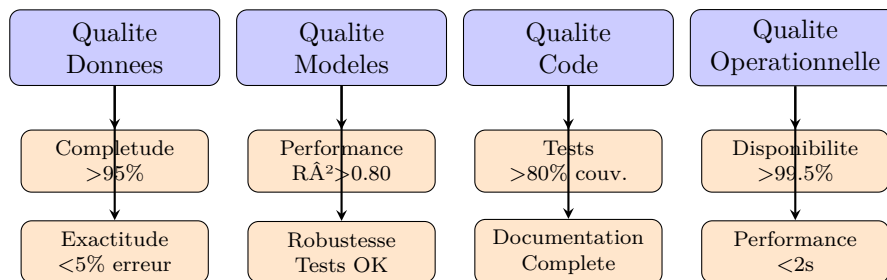 Qualite
Donnees
Qualite
Modeles
Qualite
Code
Qualite
Operationnelle
Completude
>95%
Performance
RÂ²>0.80
Tests
>80% couv.
Disponibilite
>99.5%
Exactitude
<5% erreur
Robustesse
Tests OK
Documentation
Complete
Performance
<2s